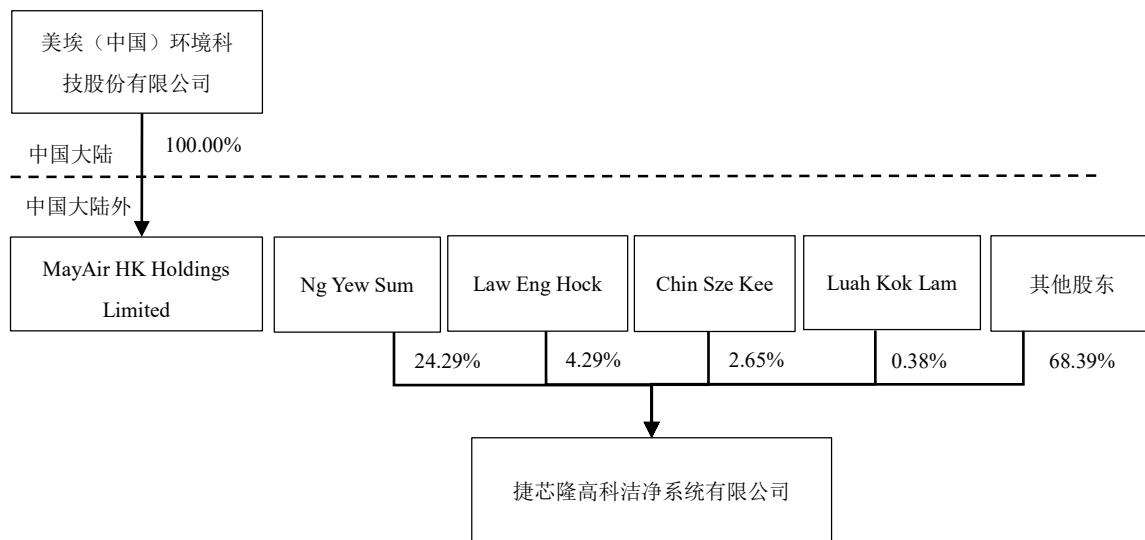 美埃（中国）环境科
技股份有限公司
100.00%
中国大陆
中国大陆外
MayAir HK Holdings
Limited
Ng Yew Sum
Law Eng Hock
Chin Sze Kee
Luah Kok Lam
其他股东
24.29%
4.29%
2.65%
0.38%
68.39%
捷芯隆高科洁净系统有限公司